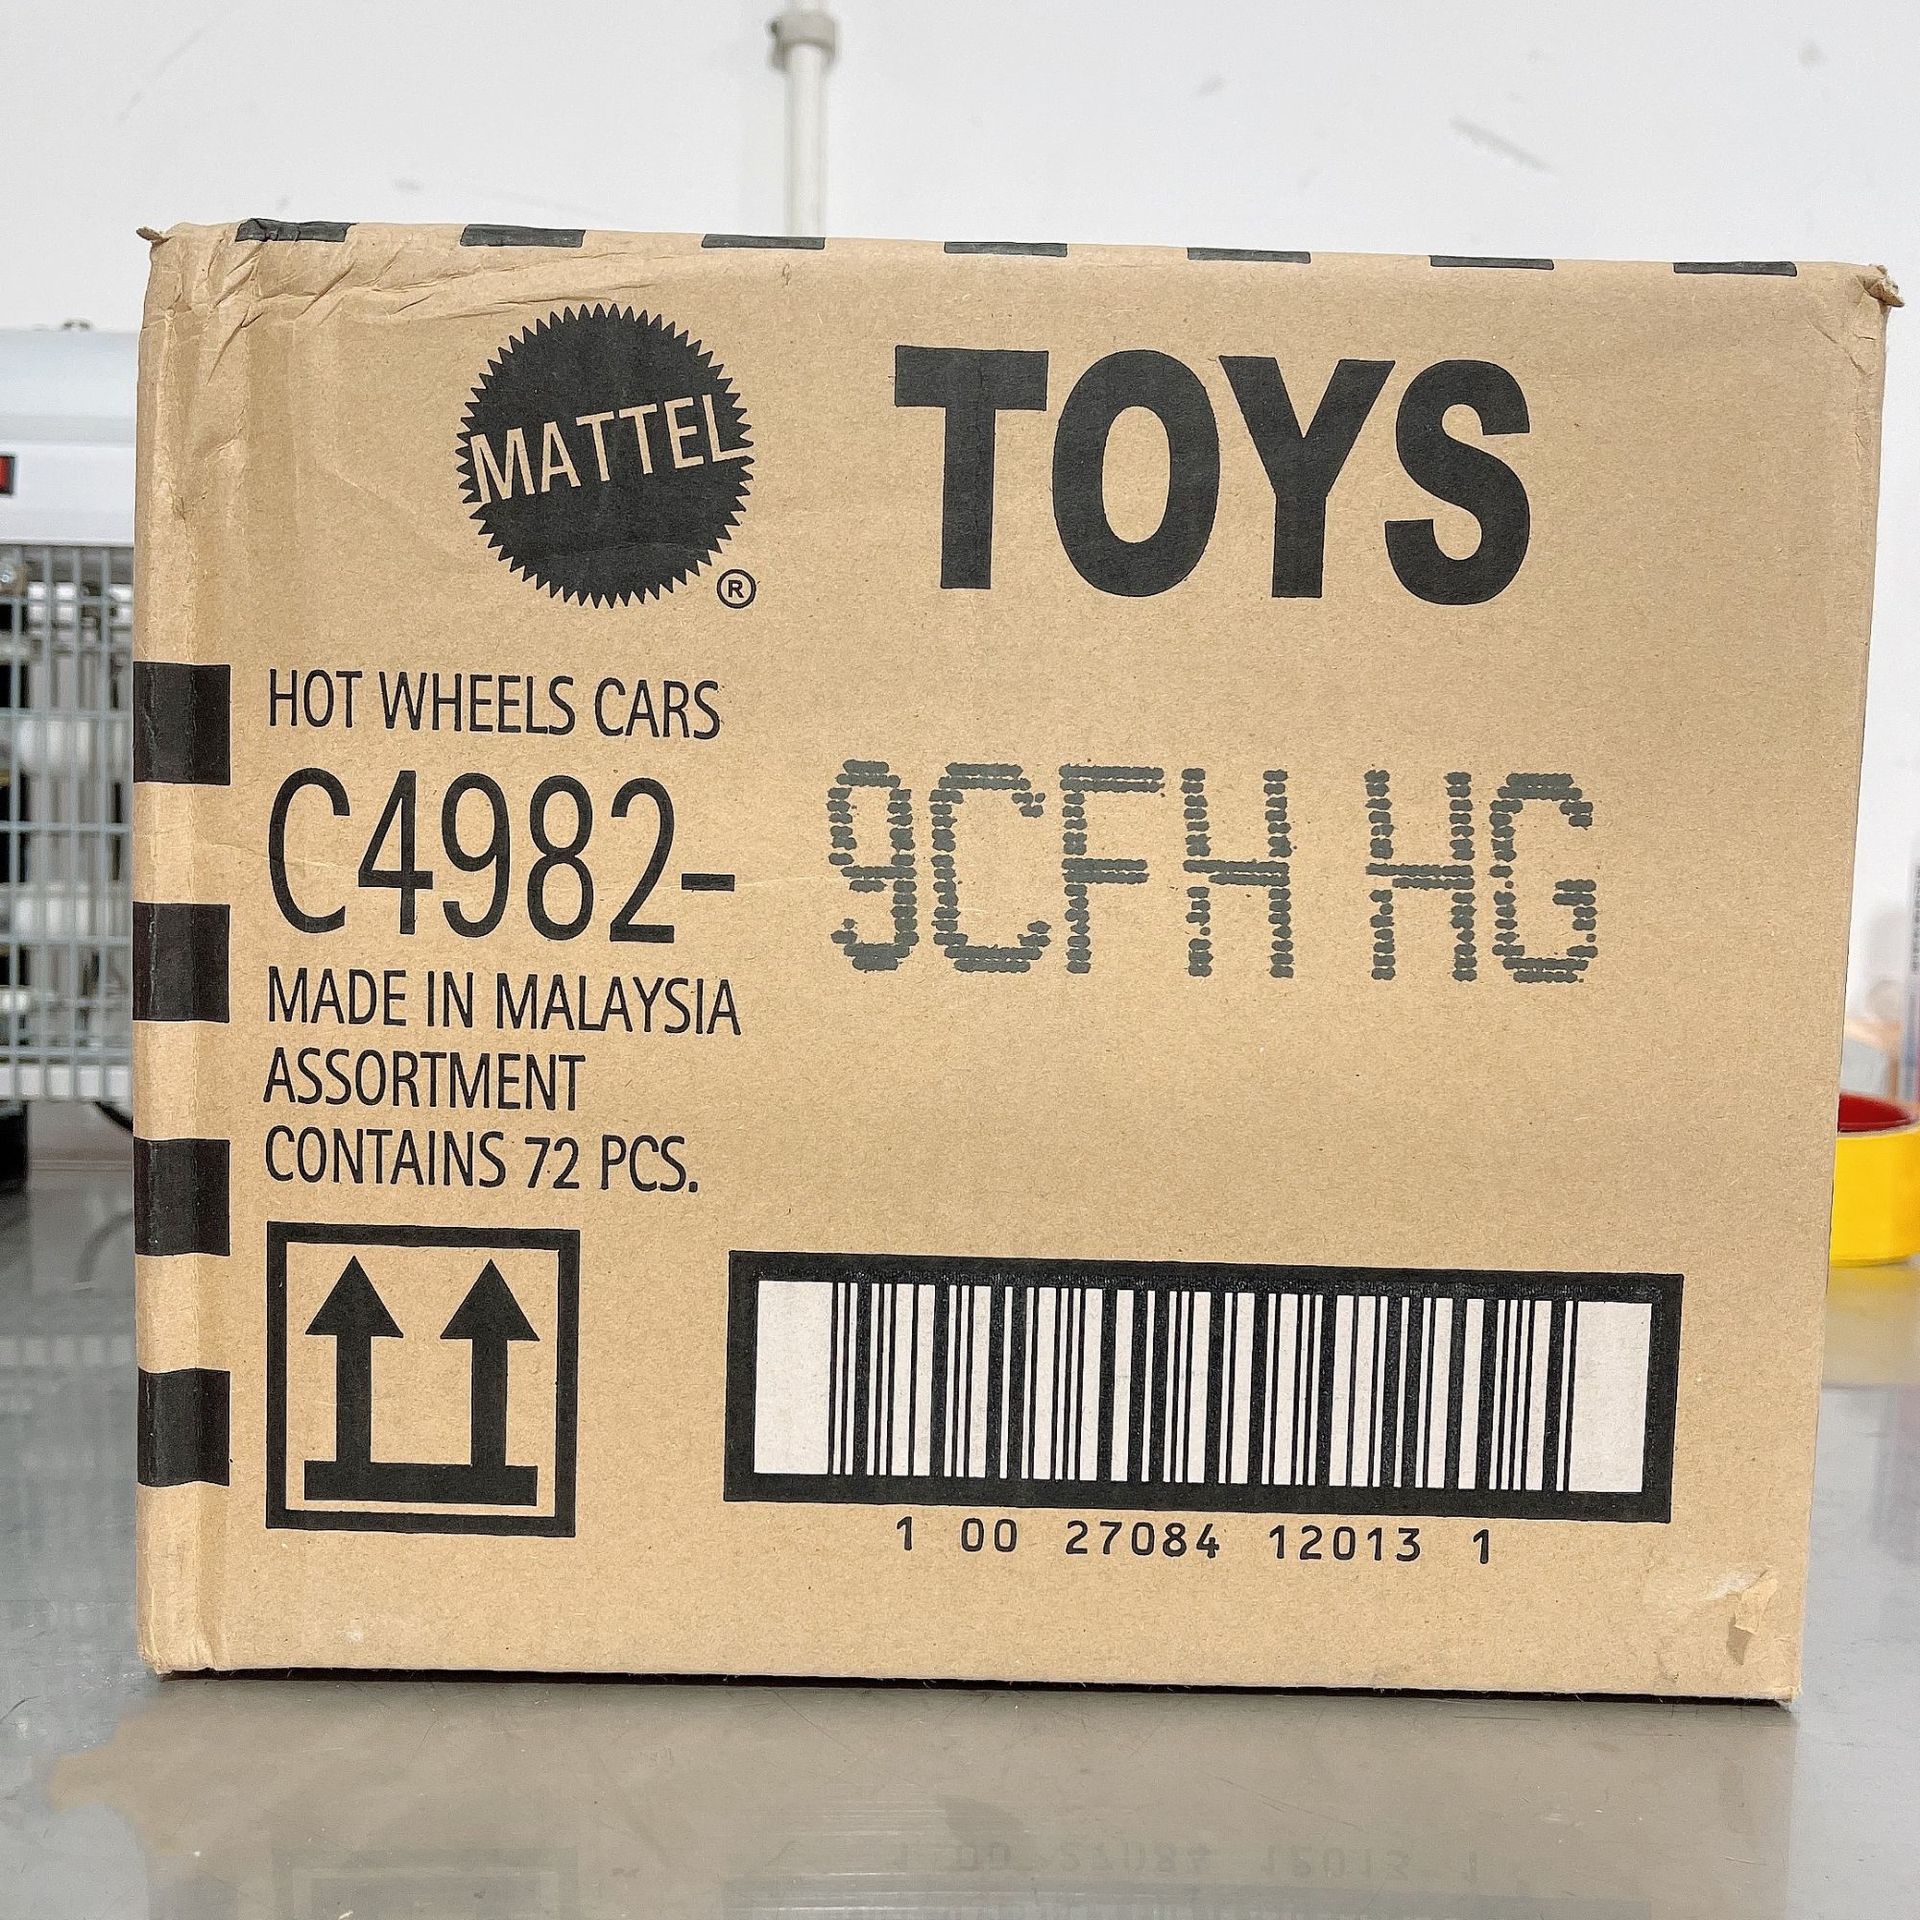 MATTEL ® TOYS
HOT WHEELS CARS
C4982- 9CFH HG
MADE IN MALAYSIA
ASSORTMENT
CONTAINS 72 PCS.
1 00 27084 12013 1